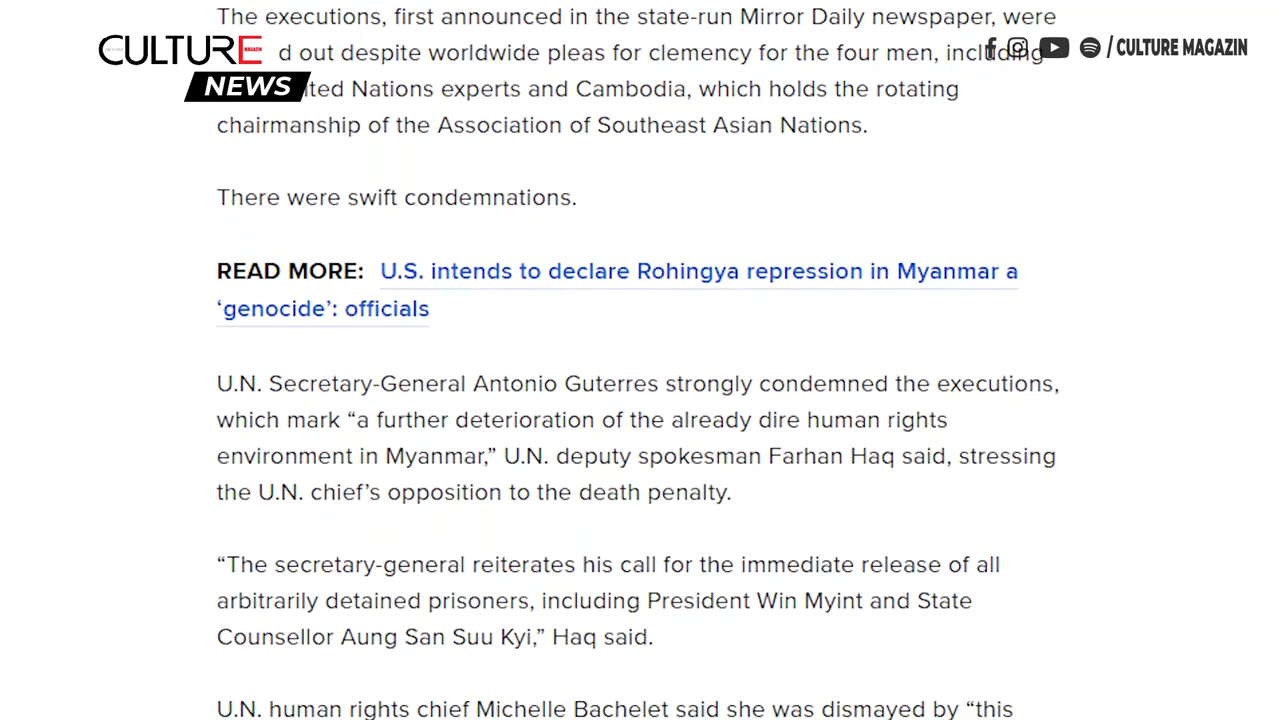 The executions, first announced in the state-run Mirror Daily newspaper, were
CULTURE MAGAZIN
d out despite worldwide pleas for clemency for the four men, including
/ CULTURE MAGAZIN
NEWS
ted Nations experts and Cambodia, which holds the rotating
chairmanship of the Association of Southeast Asian Nations.
There were swift condemnations.
READ MORE: U.S. intends to declare Rohingya repression in Myanmar a
‘genocide’: officials
U.N. Secretary-General Antonio Guterres strongly condemned the executions,
which mark “a further deterioration of the already dire human rights
environment in Myanmar,” U.N. deputy spokesman Farhan Haq said, stressing
the U.N. chief’s opposition to the death penalty.
“The secretary-general reiterates his call for the immediate release of all
arbitrarily detained prisoners, including President Win Myint and State
Counsellor Aung San Suu Kyi,” Haq said.
U.N. human rights chief Michelle Bachelet said she was dismayed by “this